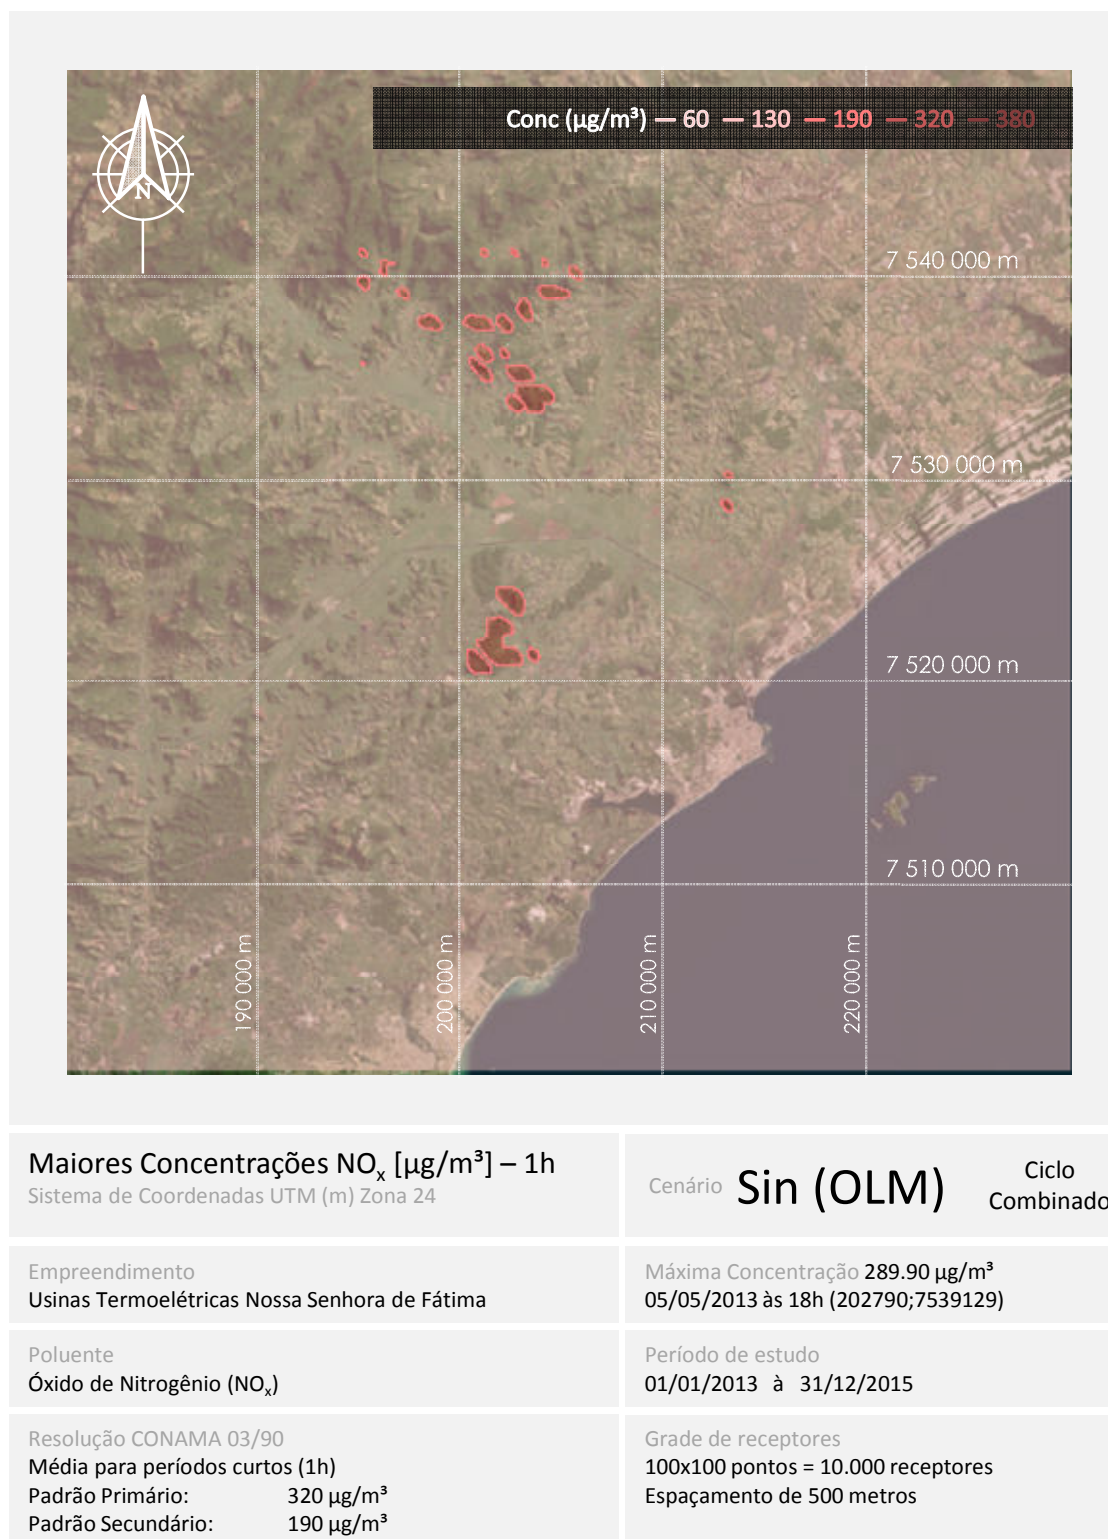 Conc (µg/m³) — 60 — 130 — 190 — 320 — 380
N
7 540 000 m
7 530 000 m
7 520 000 m
7 510 000 m
190 000 m
200 000 m
210 000 m
220 000 m
Maiores Concentrações NOx [µg/m³] – 1h
Sistema de Coordenadas UTM (m) Zona 24
Cenário Sin (OLM) Ciclo
Combinado
Empreendimento
Usinas Termoelétricas Nossa Senhora de Fátima
Máxima Concentração 289.90 µg/m³
05/05/2013 às 18h (202790;7539129)
Poluente
Óxido de Nitrogênio (NOx)
Período de estudo
01/01/2013 à 31/12/2015
Resolução CONAMA 03/90
Média para períodos curtos (1h)
Padrão Primário: 320 µg/m³
Padrão Secundário: 190 µg/m³
Grade de receptores
100x100 pontos = 10.000 receptores
Espaçamento de 500 metros